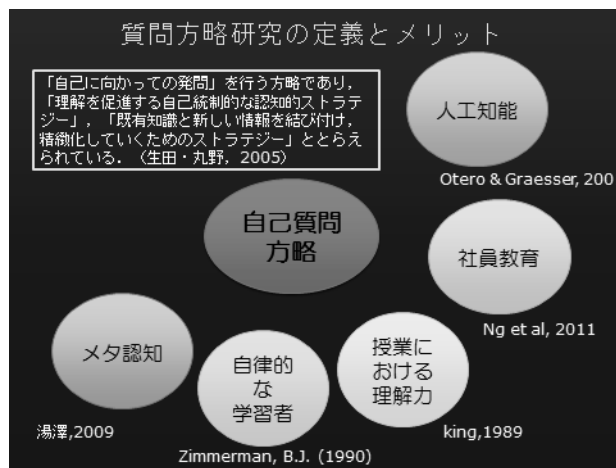 質問方略研究の定義とメリット
「自己に向かっての発問」を行う方略であり，
「理解を促進する自己統制的な認知的ストラテ
ジー」，「既有知識と新しい情報を結び付け，
精緻化していくためのストラテジー」ととらえ
られている．（生田・丸野，2005）
人工知能
Otero & Graesser, 200
自己質問
方略
社員教育
Ng et al, 2011
メタ認知
湯澤,2009
自律的
な
学習者
Zimmerman, B.J. (1990)
授業に
おける
理解力
king,1989